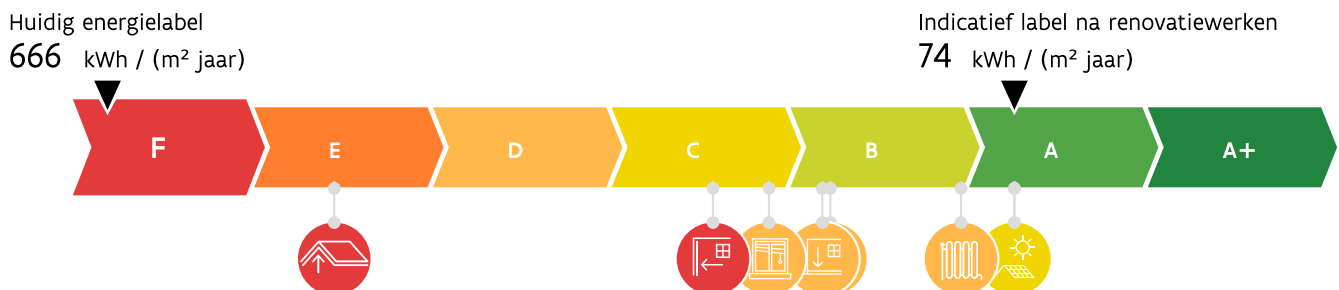 Huidig energielabel
666 kWh / (m² jaar)
Indicatief label na renovatiewerken
74 kWh / (m² jaar)
F E D C B A A+